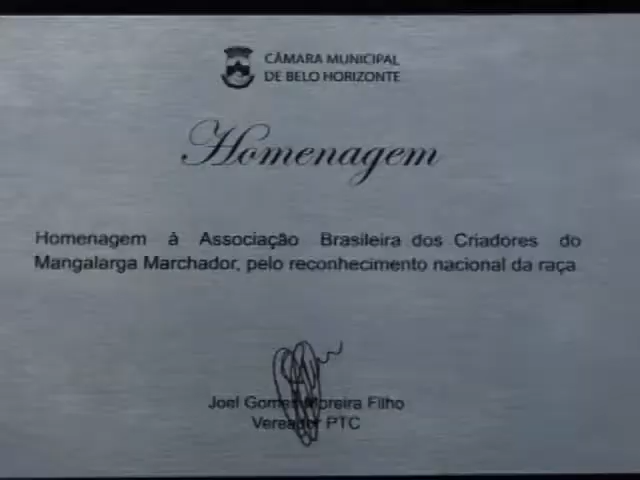 CÂMARA MUNICIPAL
DE BELO HORIZONTE
Homenagem
Homenagem à Associação Brasileira dos Criadores do
Mangalarga Marchador, pelo reconhecimento nacional da raça
Joel Gomes Moreira Filho
Vereador PTC